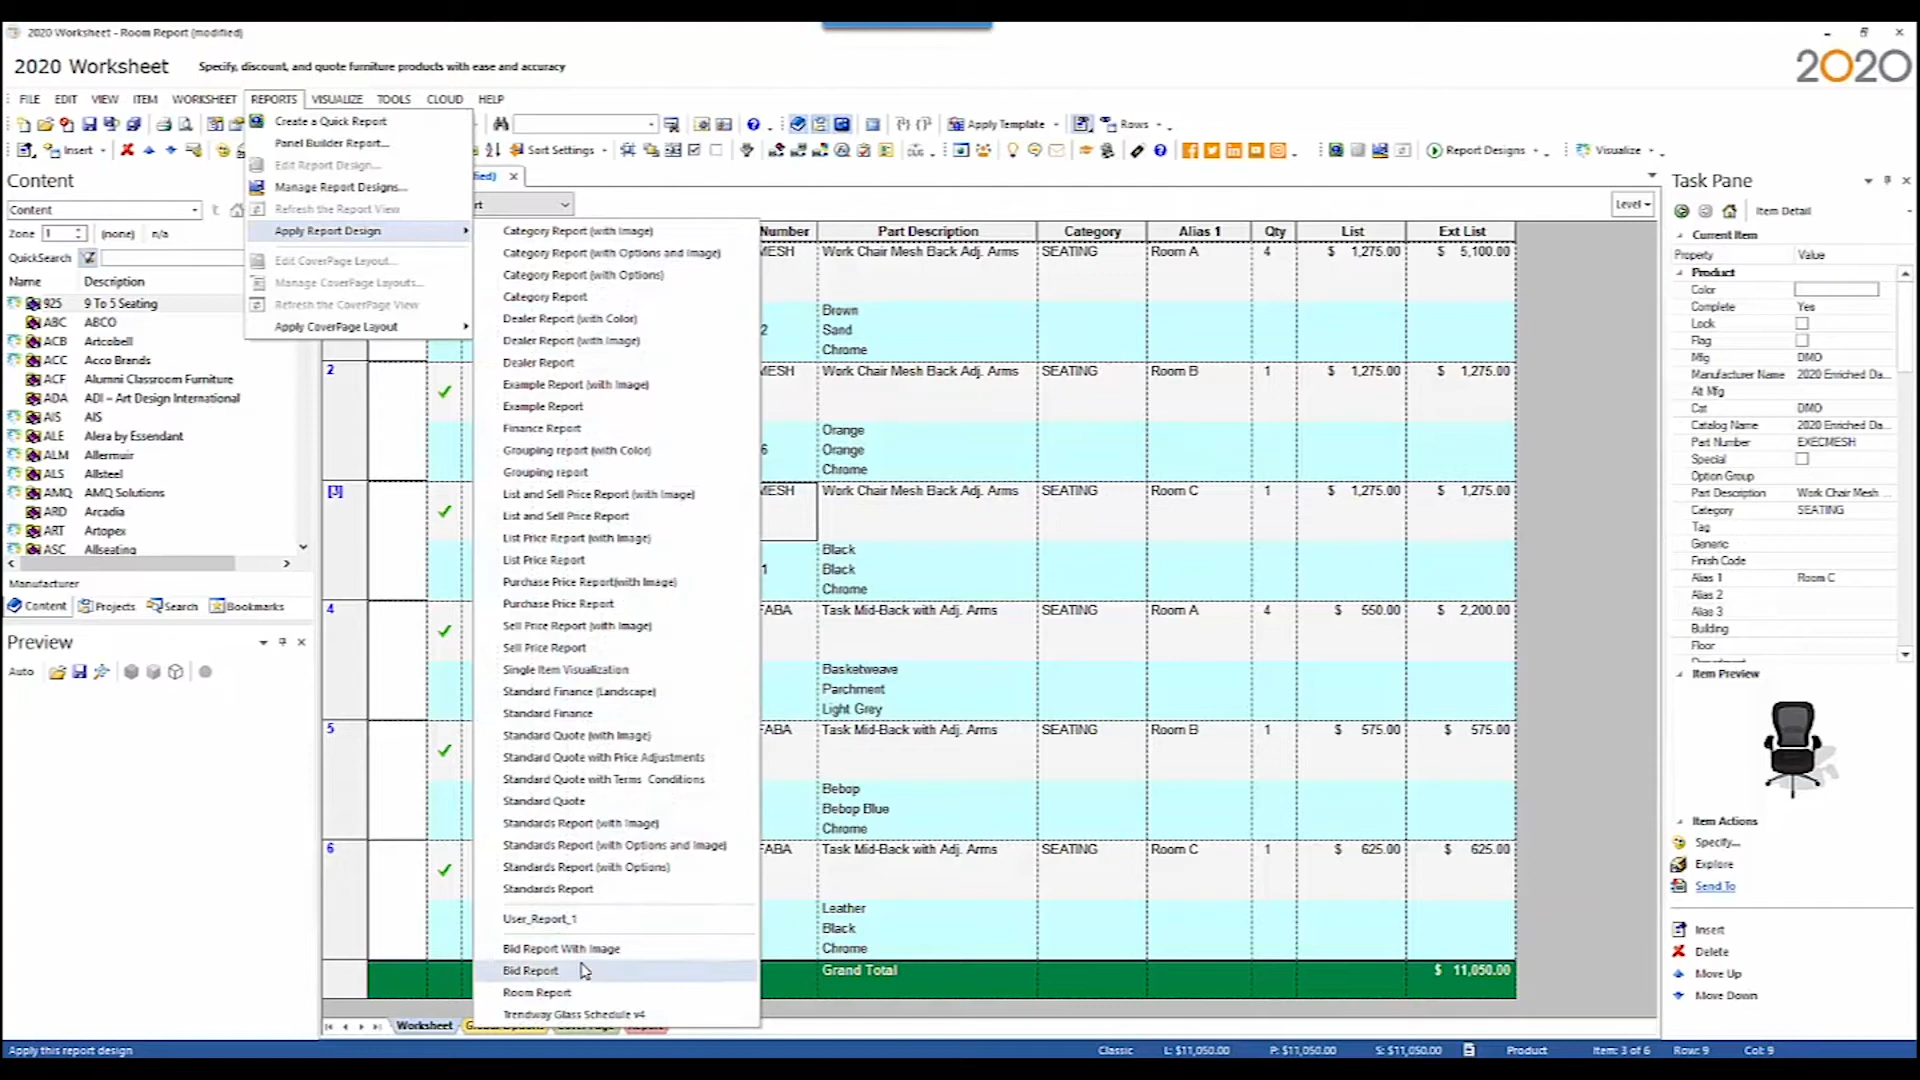 2020 Worksheet - Room Report (modified)
2020 Worksheet
Specify, discount, and quote furniture products with ease and accuracy
2020
FILE EDIT VIEW ITEM WORKSHEET REPORTS VISUALIZE TOOLS CLOUD HELP
Apply Template Rows
Insert Sort Settings Report Designs Visualize
Create a Quick Report
Panel Builder Report...
Edit Report Design...
Manage Report Designs...
Refresh the Report View
Apply Report Design
Edit CoverPage Layout...
Manage CoverPage Layouts...
Refresh the CoverPage View
Apply CoverPage Layout
Content
Content
Zone 1 (none) n/a
QuickSearch
Name Description
925 9 To 5 Seating
ABC ABCO
ACB Artcobell
ACC Acco Brands
ACF Alumni Classroom Furniture
ADA ADI - Art Design International
AIS AIS
ALE Alera by Essendant
ALM Allermuir
ALS Allsteel
AMQ AMQ Solutions
ARD Arcadia
ART Artopex
ASC Allseating
Manufacturer
Content Projects Search Bookmarks
Preview
Auto
Category Report (with Image)
Category Report (with Options and Image)
Category Report (with Options)
Category Report
Dealer Report (with Color)
Dealer Report (with Image)
Dealer Report
Example Report (with Image)
Example Report
Finance Report
Grouping report (with Color)
Grouping report
List and Sell Price Report (with Image)
List and Sell Price Report
List Price Report (with Image)
List Price Report
Purchase Price Report(with Image)
Purchase Price Report
Sell Price Report (with Image)
Sell Price Report
Single Item Visualization
Standard Finance (Landscape)
Standard Finance
Standard Quote (with Image)
Standard Quote with Price Adjustments
Standard Quote with Terms Conditions
Standard Quote
Standards Report (with Image)
Standards Report (with Options and Image)
Standards Report (with Options)
Standards Report
User_Report_1
Bid Report With Image
Bid Report
Room Report
Trendway Glass Schedule v4
Level
Number Part Description Category Alias 1 Qty List Ext List
MESH Work Chair Mesh Back Adj. Arms SEATING Room A 4 $ 1,275.00 $ 5,100.00
Brown
2 Sand
Chrome
2 MESH Work Chair Mesh Back Adj. Arms SEATING Room B 1 $ 1,275.00 $ 1,275.00
Orange
6 Orange
Chrome
[3] MESH Work Chair Mesh Back Adj. Arms SEATING Room C 1 $ 1,275.00 $ 1,275.00
Black
1 Black
Chrome
4 FABA Task Mid-Back with Adj. Arms SEATING Room A 4 $ 550.00 $ 2,200.00
Basketweave
Parchment
Light Grey
5 FABA Task Mid-Back with Adj. Arms SEATING Room B 1 $ 575.00 $ 575.00
Bebop
Bebop Blue
Chrome
6 FABA Task Mid-Back with Adj. Arms SEATING Room C 1 $ 625.00 $ 625.00
Leather
Black
Chrome
Grand Total $ 11,050.00
Worksheet
Task Pane
Item Detail
Current Item
Property Value
Product
Color
Complete Yes
Lock
Flag
Mfg DMO
Manufacturer Name 2020 Enriched Da...
Alt Mfg
Cat DMO
Catalog Name 2020 Enriched Da...
Part Number EXECMESH
Special
Option Group
Part Description Work Chair Mesh ...
Category SEATING
Tag
Generic
Finish Code
Alias 1 Room C
Alias 2
Alias 3
Building
Floor
Item Preview
Item Actions
Specify...
Explore
Send To
Insert
Delete
Move Up
Move Down
Apply this report design Classic L: $11,050.00 P: $11,050.00 S: $11,050.00 Product Item: 3 of 6 Row: 9 Col: 9